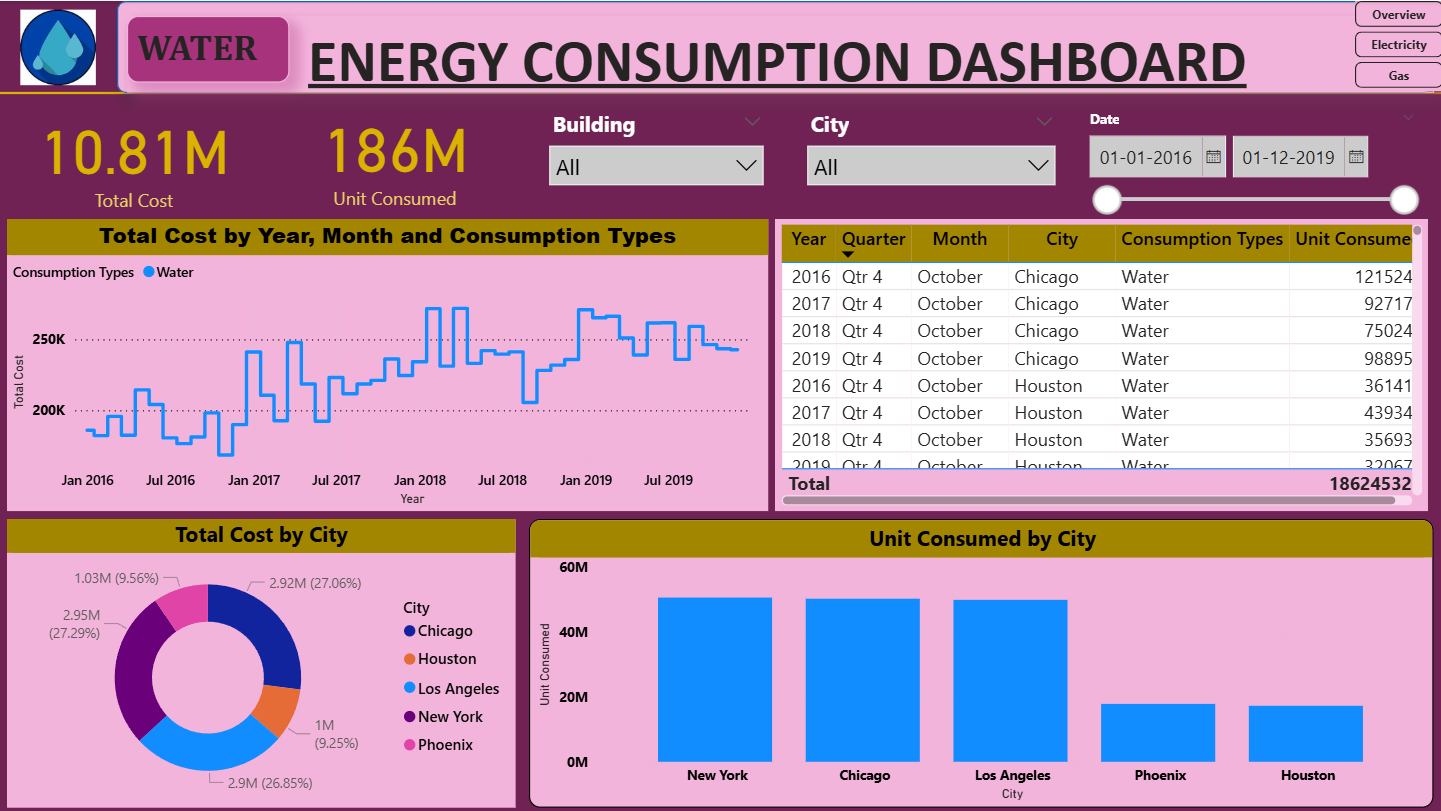 WATER
ENERGY CONSUMPTION DASHBOARD
Overview
Electricity
Gas
10.81M
Total Cost
186M
Unit Consumed
Building
All
City
All
Date
01-01-2016
01-12-2019
Total Cost by Year, Month and Consumption Types
Consumption Types Water
250K
200K
Total Cost
Jan 2016 Jul 2016 Jan 2017 Jul 2017 Jan 2018 Jul 2018 Jan 2019 Jul 2019
Year
Year Quarter Month City Consumption Types Unit Consume
2016 Qtr 4 October Chicago Water 121524
2017 Qtr 4 October Chicago Water 92717
2018 Qtr 4 October Chicago Water 75024
2019 Qtr 4 October Chicago Water 98895
2016 Qtr 4 October Houston Water 36141
2017 Qtr 4 October Houston Water 43934
2018 Qtr 4 October Houston Water 35693
2019 Qtr 4 October Houston Water 32067
Total 18624532
Total Cost by City
1.03M (9.56%)
2.92M (27.06%)
2.95M
(27.29%)
1M
(9.25%)
2.9M (26.85%)
City
Chicago
Houston
Los Angeles
New York
Phoenix
Unit Consumed by City
60M
40M
20M
0M
Unit Consumed
New York Chicago Los Angeles Phoenix Houston
City